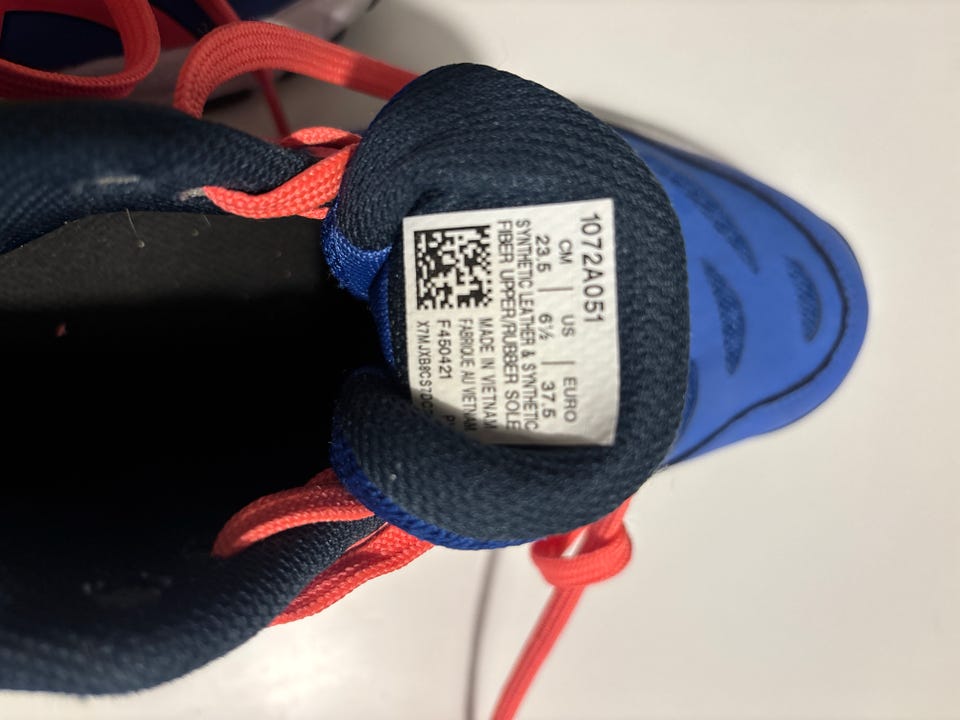 1072A051
CM | US | EURO
23.5 | 6½ | 37.5
SYNTHETIC LEATHER & SYNTHETIC
FIBER UPPER/RUBBER SOLE
MADE IN VIETNAM
FABRIQUE AU VIETNAM
F450421